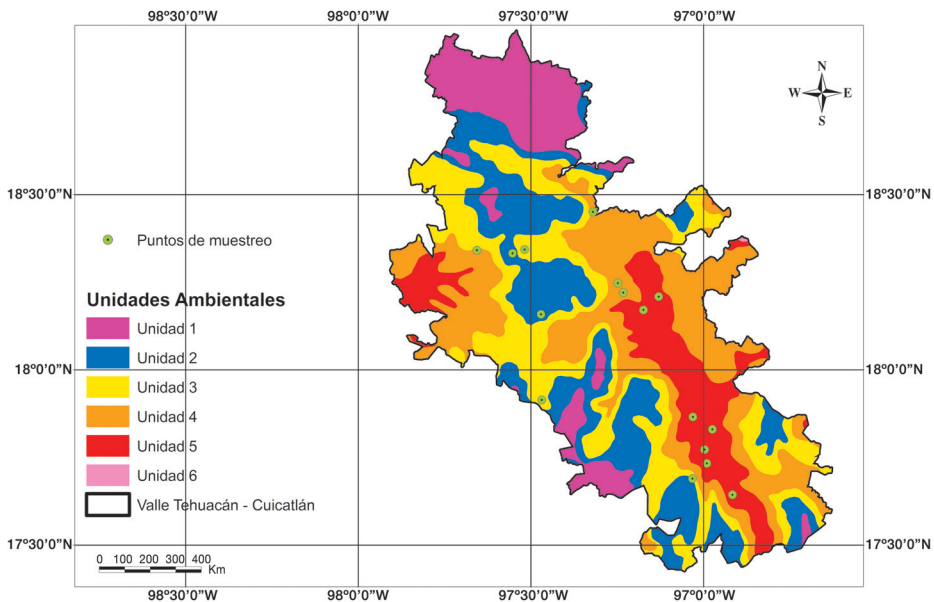 98°30'0"W 98°0'0"W 97°30'0"W 97°0'0"W
N
W E
S
18°30'0"N 18°30'0"N
Puntos de muestreo
Unidades Ambientales
Unidad 1
Unidad 2
18°0'0"N 18°0'0"N
Unidad 3
Unidad 4
Unidad 5
Unidad 6
Valle Tehuacán - Cuicatlán
17°30'0"N 17°30'0"N
0 100 200 300 400
Km
98°30'0"W 98°0'0"W 97°30'0"W 97°0'0"W